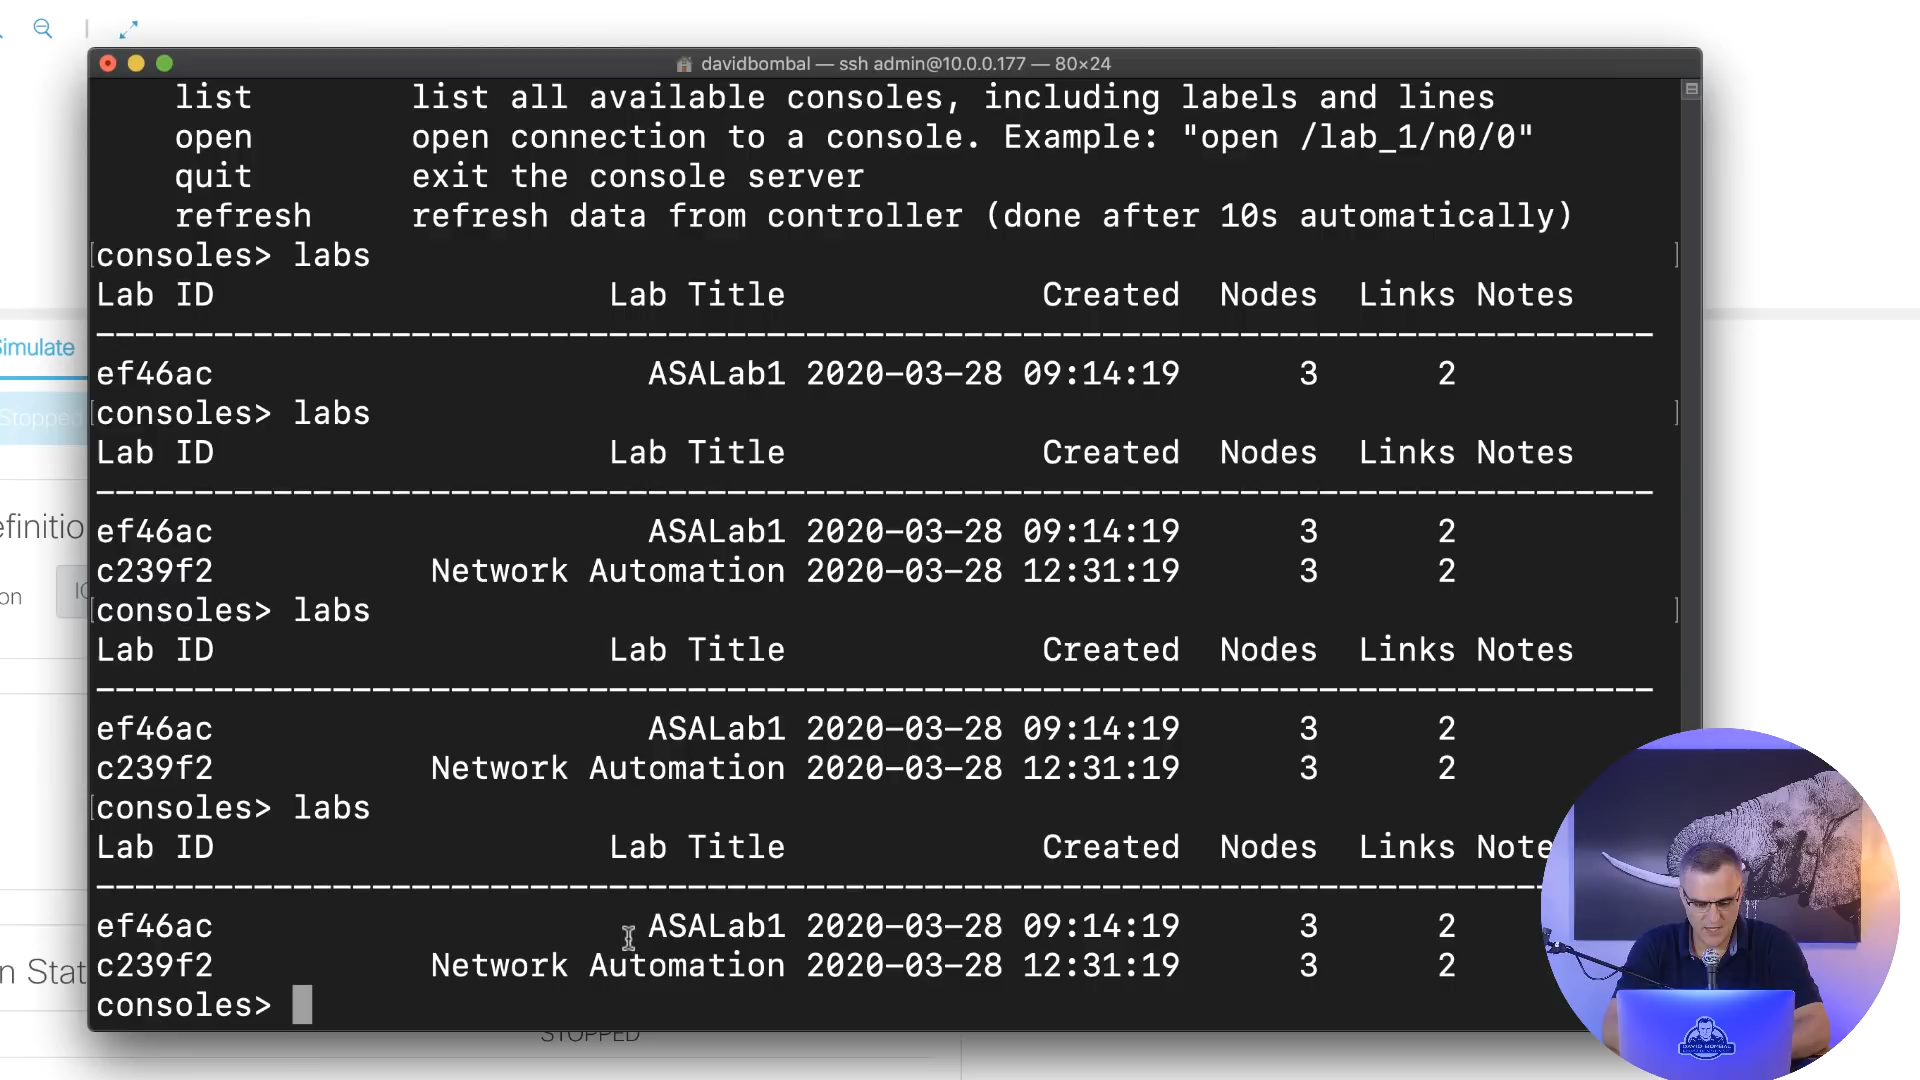 davidbombal — ssh admin@10.0.0.177 — 80×24
list list all available consoles, including labels and lines
open open connection to a console. Example: "open /lab_1/n0/0"
quit exit the console server
refresh refresh data from controller (done after 10s automatically)
[consoles> labs ]
Lab ID Lab Title Created Nodes Links Notes
-------------------------------------------------------------------------------
ef46ac ASALab1 2020-03-28 09:14:19 3 2
[consoles> labs ]
Lab ID Lab Title Created Nodes Links Notes
-------------------------------------------------------------------------------
ef46ac ASALab1 2020-03-28 09:14:19 3 2
c239f2 Network Automation 2020-03-28 12:31:19 3 2
[consoles> labs ]
Lab ID Lab Title Created Nodes Links Notes
-------------------------------------------------------------------------------
ef46ac ASALab1 2020-03-28 09:14:19 3 2
c239f2 Network Automation 2020-03-28 12:31:19 3 2
[consoles> labs
Lab ID Lab Title Created Nodes Links Note
-------------------------------------------------------------------------------
ef46ac ASALab1 2020-03-28 09:14:19 3 2
c239f2 Network Automation 2020-03-28 12:31:19 3 2
consoles>
Simulate
Stopped
efinitio
on
IO
n Stat
STOPPED
DAVID BOMBAL